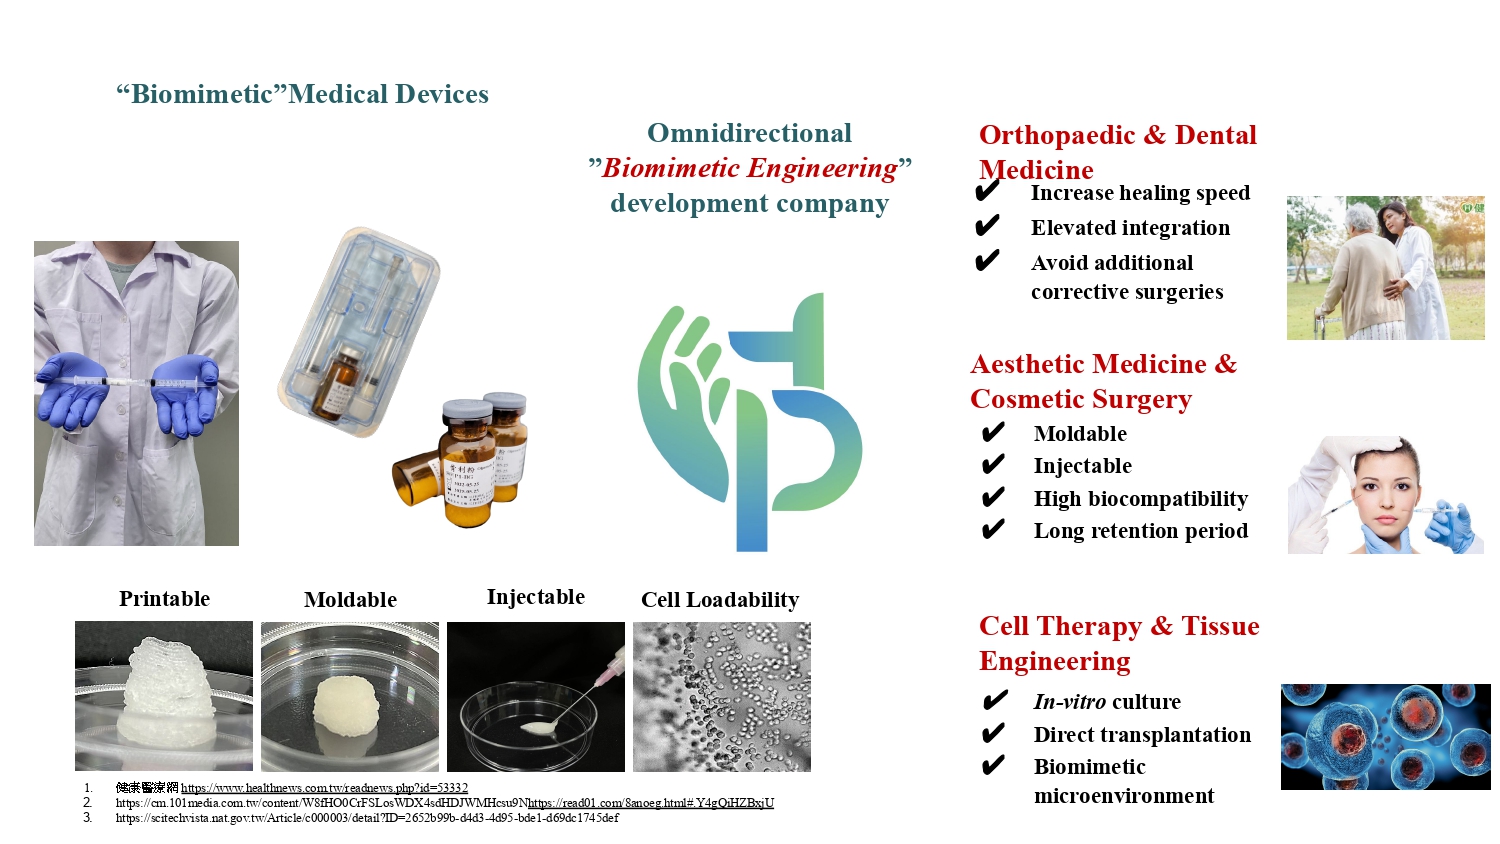 “Biomimetic”Medical Devices
Omnidirectional
”Biomimetic Engineering”
development company
Orthopaedic & Dental
Medicine
✔ Increase healing speed
✔ Elevated integration
✔ Avoid additional
corrective surgeries
Aesthetic Medicine &
Cosmetic Surgery
✔ Moldable
✔ Injectable
✔ High biocompatibility
✔ Long retention period
Cell Therapy & Tissue
Engineering
✔ In-vitro culture
✔ Direct transplantation
✔ Biomimetic
microenvironment
Printable
Moldable
Injectable
Cell Loadability
骨利粉
健
1. 健康醫療網 https://www.healthnews.com.tw/readnews.php?id=53332
2. https://cm.101media.com.tw/content/W8fHO0CrFSLosWDX4sdHDJWMHcsu9Nhttps://read01.com/8anoeg.html#.Y4gQiHZBxjU
3. https://scitechvista.nat.gov.tw/Article/c000003/detail?ID=2652b99b-d4d3-4d95-bde1-d69dc1745def